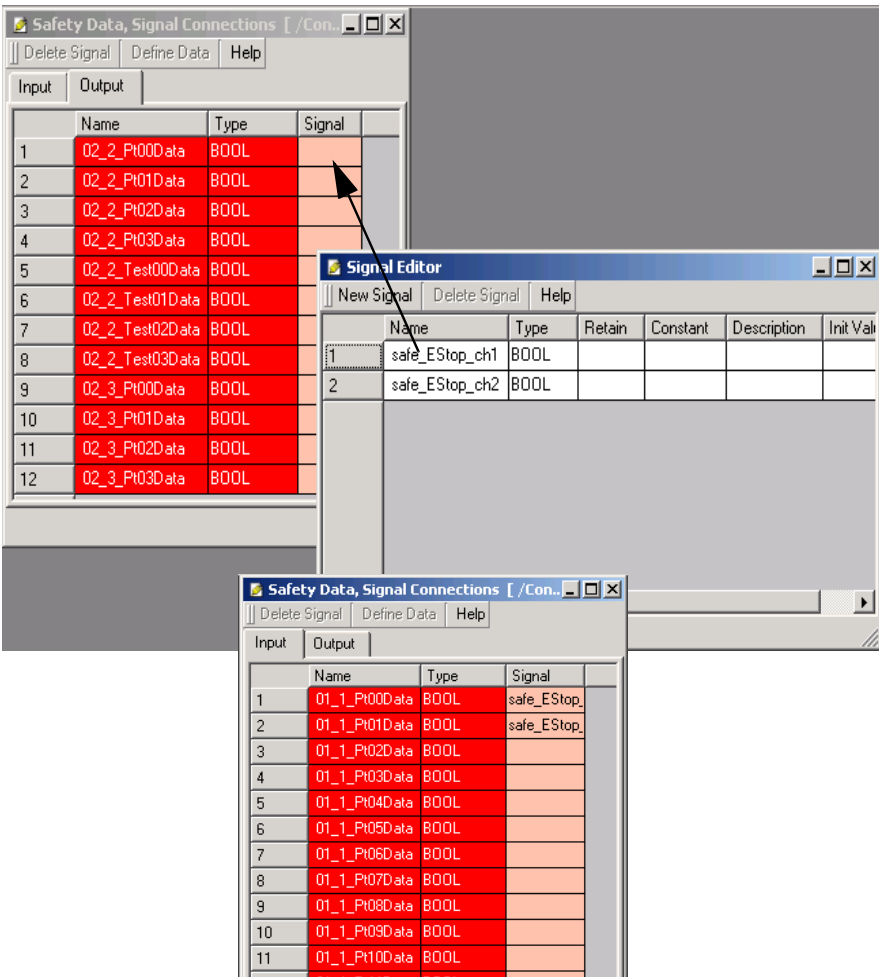 Safety Data, Signal Connections [ /Con..
Delete Signal Define Data Help
Input Output
Name Type Signal
1 02_2_Pt00Data BOOL
2 02_2_Pt01Data BOOL
3 02_2_Pt02Data BOOL
4 02_2_Pt03Data BOOL
5 02_2_Test00Data BOOL
6 02_2_Test01Data BOOL
7 02_2_Test02Data BOOL
8 02_2_Test03Data BOOL
9 02_3_Pt00Data BOOL
10 02_3_Pt01Data BOOL
11 02_3_Pt02Data BOOL
12 02_3_Pt03Data BOOL
Signal Editor
New Signal Delete Signal Help
Name Type Retain Constant Description Init Valu
1 safe_EStop_ch1 BOOL
2 safe_EStop_ch2 BOOL
Safety Data, Signal Connections [ /Con..
Delete Signal Define Data Help
Input Output
Name Type Signal
1 01_1_Pt00Data BOOL safe_EStop_
2 01_1_Pt01Data BOOL safe_EStop_
3 01_1_Pt02Data BOOL
4 01_1_Pt03Data BOOL
5 01_1_Pt04Data BOOL
6 01_1_Pt05Data BOOL
7 01_1_Pt06Data BOOL
8 01_1_Pt07Data BOOL
9 01_1_Pt08Data BOOL
10 01_1_Pt09Data BOOL
11 01_1_Pt10Data BOOL